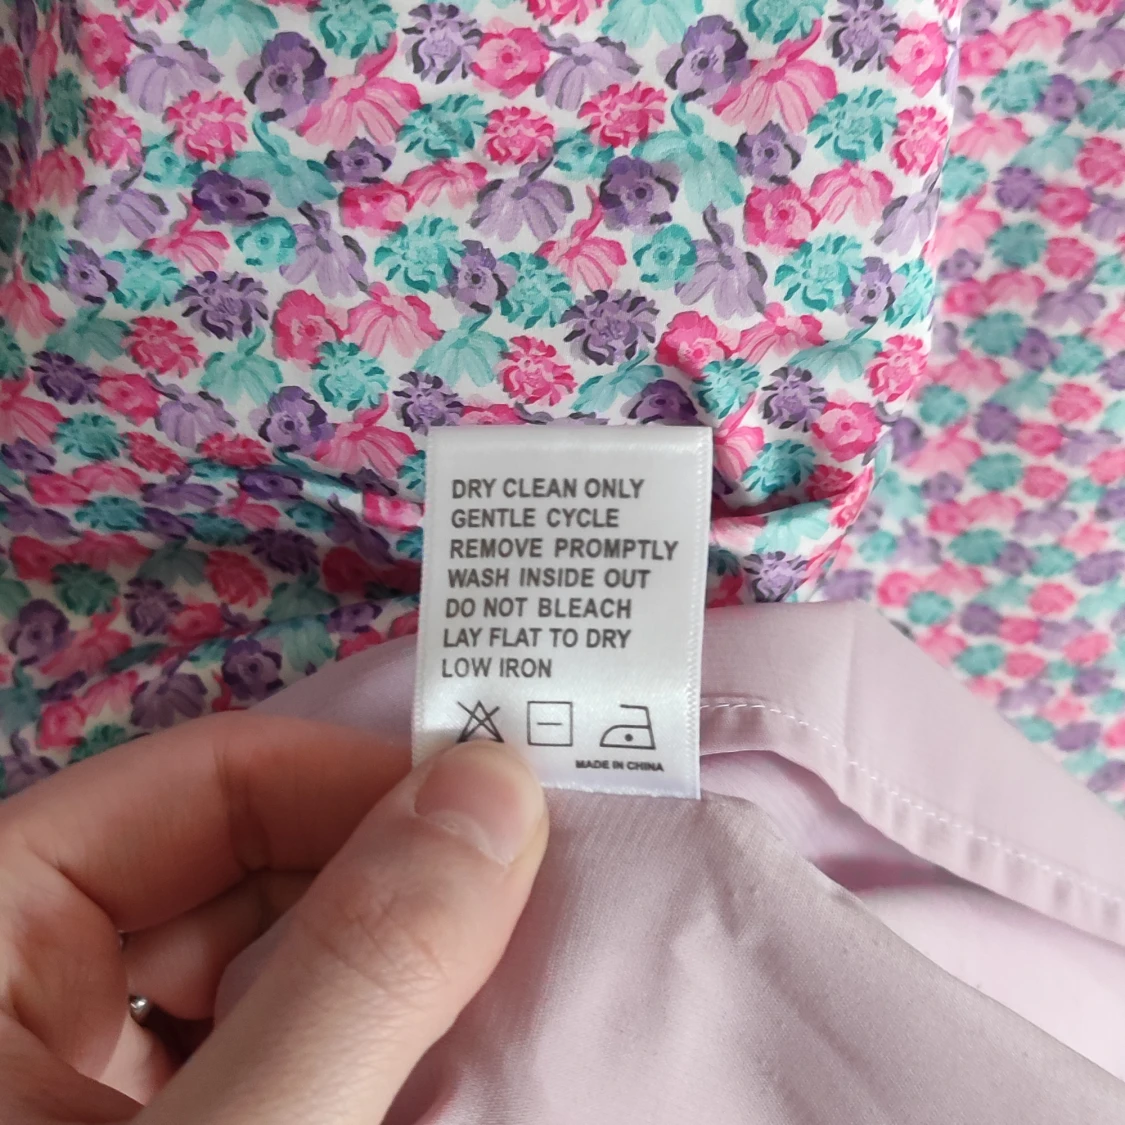 DRY CLEAN ONLY
GENTLE CYCLE
REMOVE PROMPTLY
WASH INSIDE OUT
DO NOT BLEACH
LAY FLAT TO DRY
LOW IRON
MADE IN CHINA